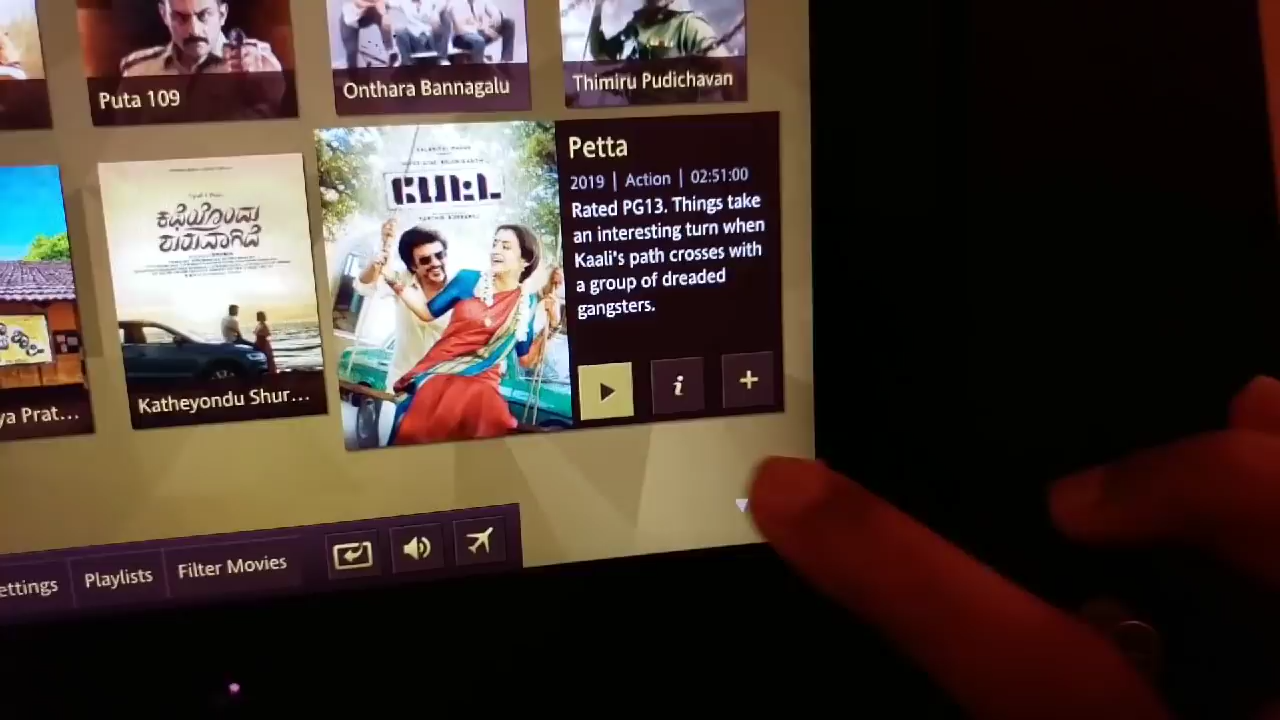 Puta 109
Onthara Bannagalu
Thimiru Pudichavan
ಕಥೆಯೊಂದು
ಶುರುವಾಗಿದೆ
Petta
2019 | Action | 02:51:00
Rated PG13. Things take
an interesting turn when
Kaali's path crosses with
a group of dreaded
gangsters.
ya Prat...
Katheyondu Shur...
i
+
ettings
Playlists
Filter Movies